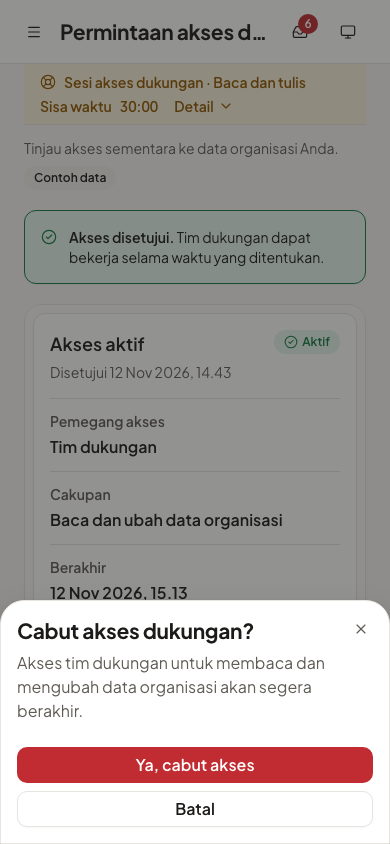 Permintaan akses d...
6
Sesi akses dukungan · Baca dan tulis
Sisa waktu 30:00 Detail
Tinjau akses sementara ke data organisasi Anda.
Contoh data
Akses disetujui. Tim dukungan dapat
bekerja selama waktu yang ditentukan.
Akses aktif
Aktif
Disetujui 12 Nov 2026, 14.43
Pemegang akses
Tim dukungan
Cakupan
Baca dan ubah data organisasi
Berakhir
12 Nov 2026, 15.13
Cabut akses dukungan?
Akses tim dukungan untuk membaca dan
mengubah data organisasi akan segera
berakhir.
Ya, cabut akses
Batal